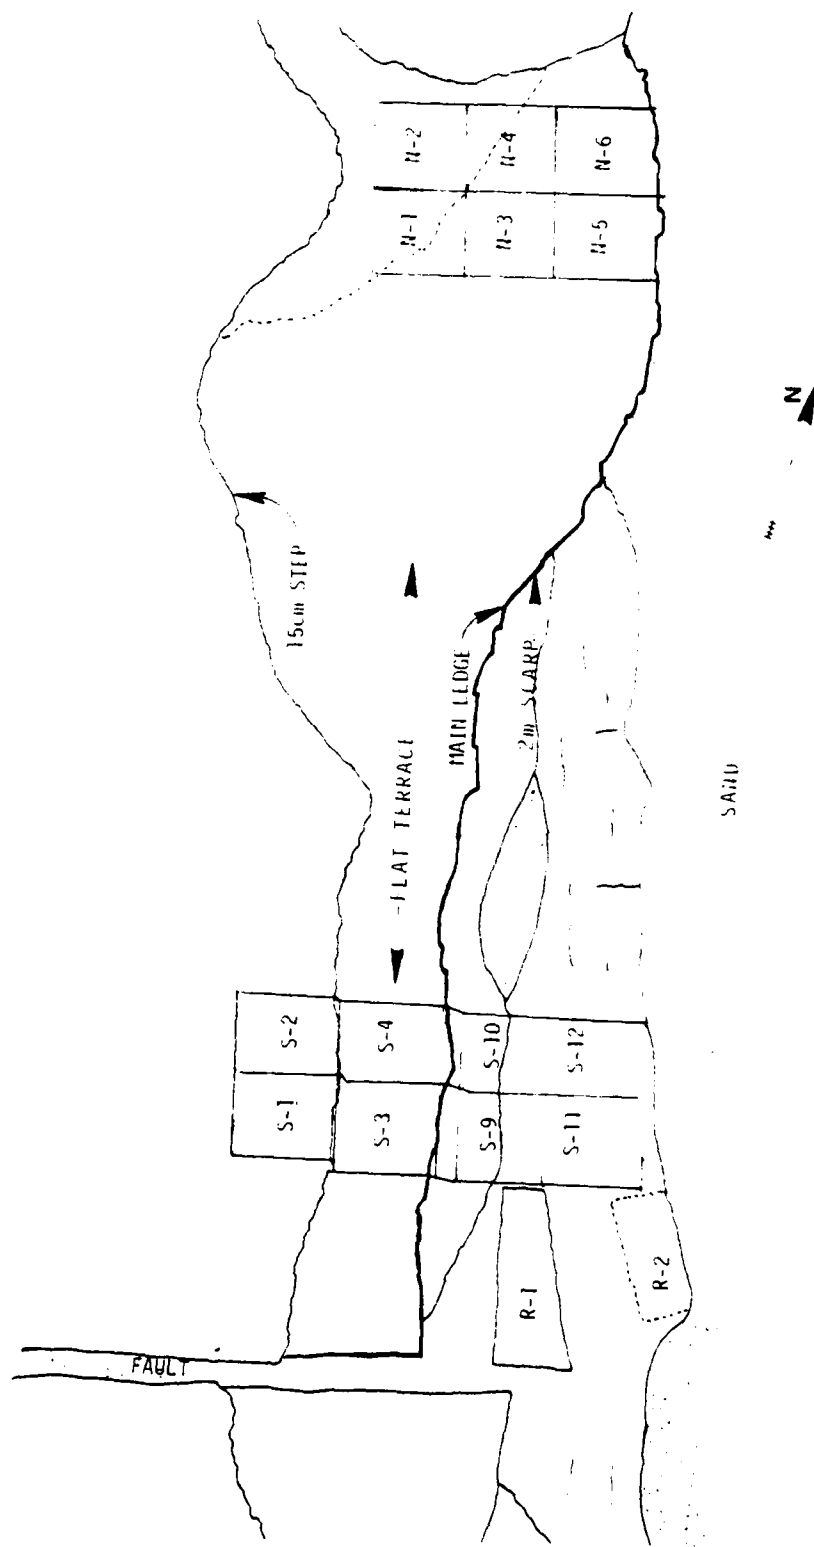 N-2
N-4
N-6
N-1
N-3
N-5
N
15cm STEP
MAIN LEDGE
2m SCARP
FLAT TERRACE
SAND
S-2
S-4
S-10
S-12
S-1
S-3
S-9
S-11
R-1
R-2
FAULT